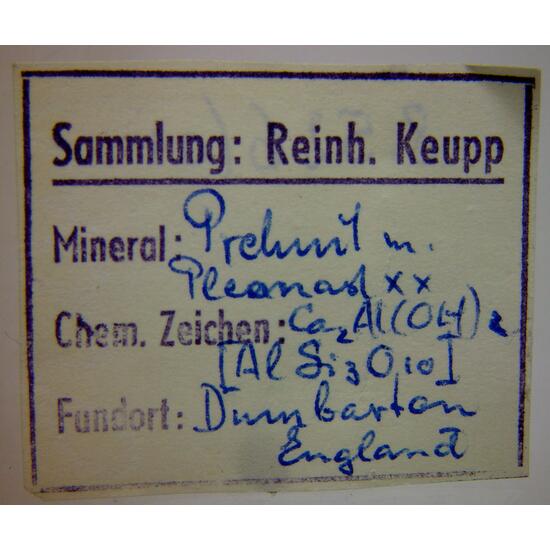 Sammlung: Reinh. Keupp
Mineral: Prehnit m.
Pleonast xx
Chem. Zeichen: Ca₂Al(OH)₂
[AlSi₃O₁₀]
Fundort: Dumbarton
England